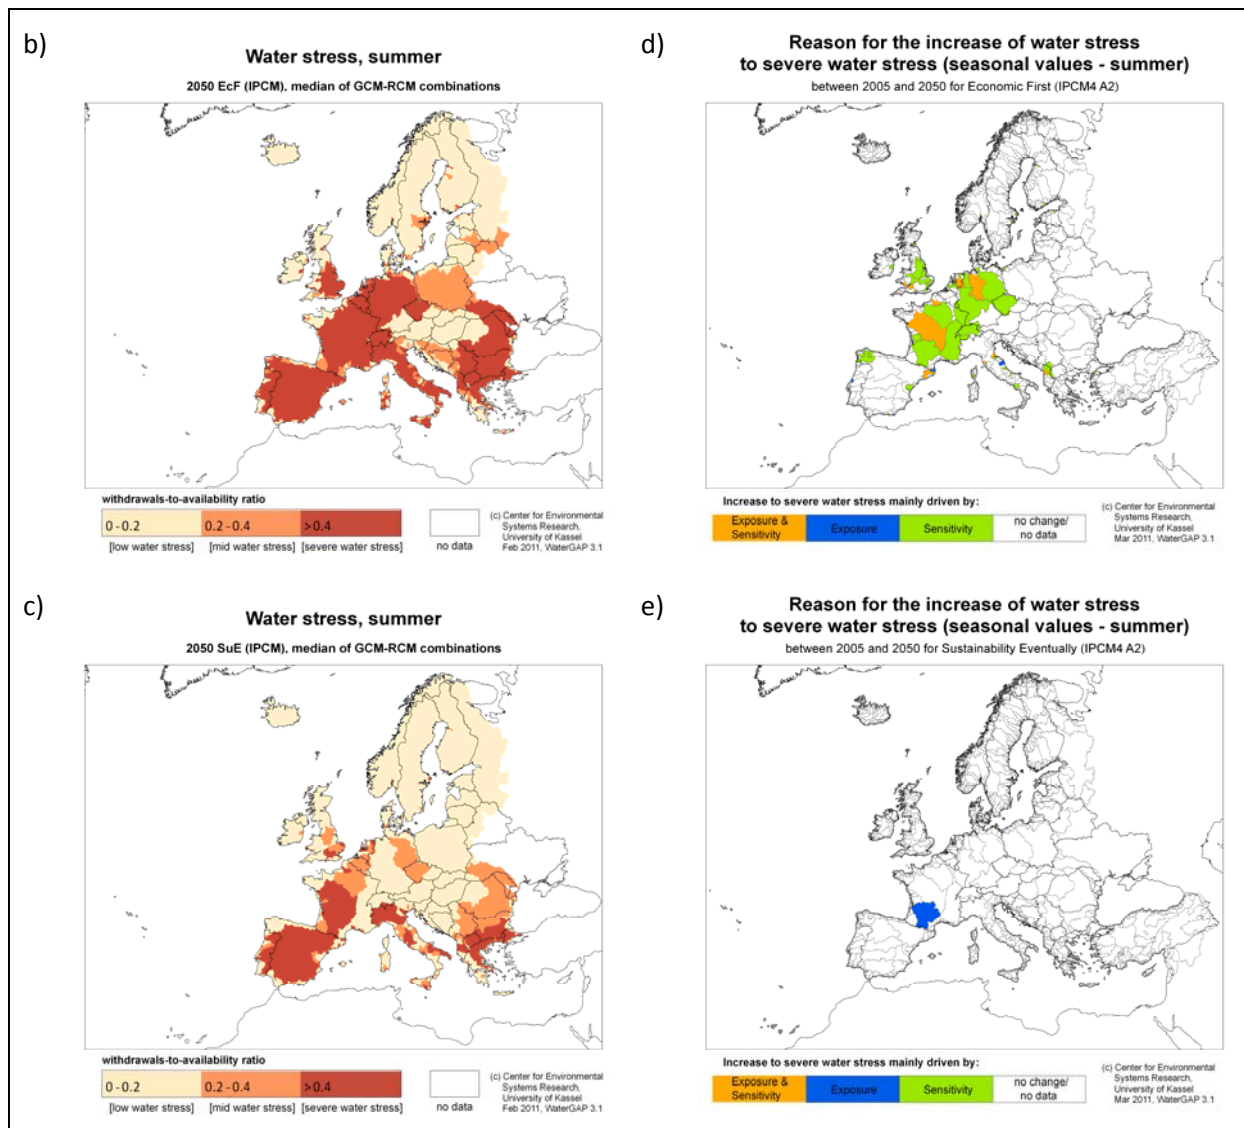 b)
Water stress, summer
2050 EcF (IPCM), median of GCM-RCM combinations
withdrawals-to-availability ratio
0 - 0.2
0.2 - 0.4
>0.4
[low water stress]
[mid water stress]
[severe water stress]
no data
(c) Center for Environmental
Systems Research,
University of Kassel
Feb 2011, WaterGAP 3.1
d)
Reason for the increase of water stress
to severe water stress (seasonal values - summer)
between 2005 and 2050 for Economic First (IPCM4 A2)
Increase to severe water stress mainly driven by:
Exposure &
Sensitivity
Exposure
Sensitivity
no change/
no data
(c) Center for Environmental
Systems Research,
University of Kassel
Mar 2011, WaterGAP 3.1
c)
Water stress, summer
2050 SuE (IPCM), median of GCM-RCM combinations
withdrawals-to-availability ratio
0 - 0.2
0.2 - 0.4
>0.4
[low water stress]
[mid water stress]
[severe water stress]
no data
(c) Center for Environmental
Systems Research,
University of Kassel
Feb 2011, WaterGAP 3.1
e)
Reason for the increase of water stress
to severe water stress (seasonal values - summer)
between 2005 and 2050 for Sustainability Eventually (IPCM4 A2)
Increase to severe water stress mainly driven by:
Exposure &
Sensitivity
Exposure
Sensitivity
no change/
no data
(c) Center for Environmental
Systems Research,
University of Kassel
Mar 2011, WaterGAP 3.1